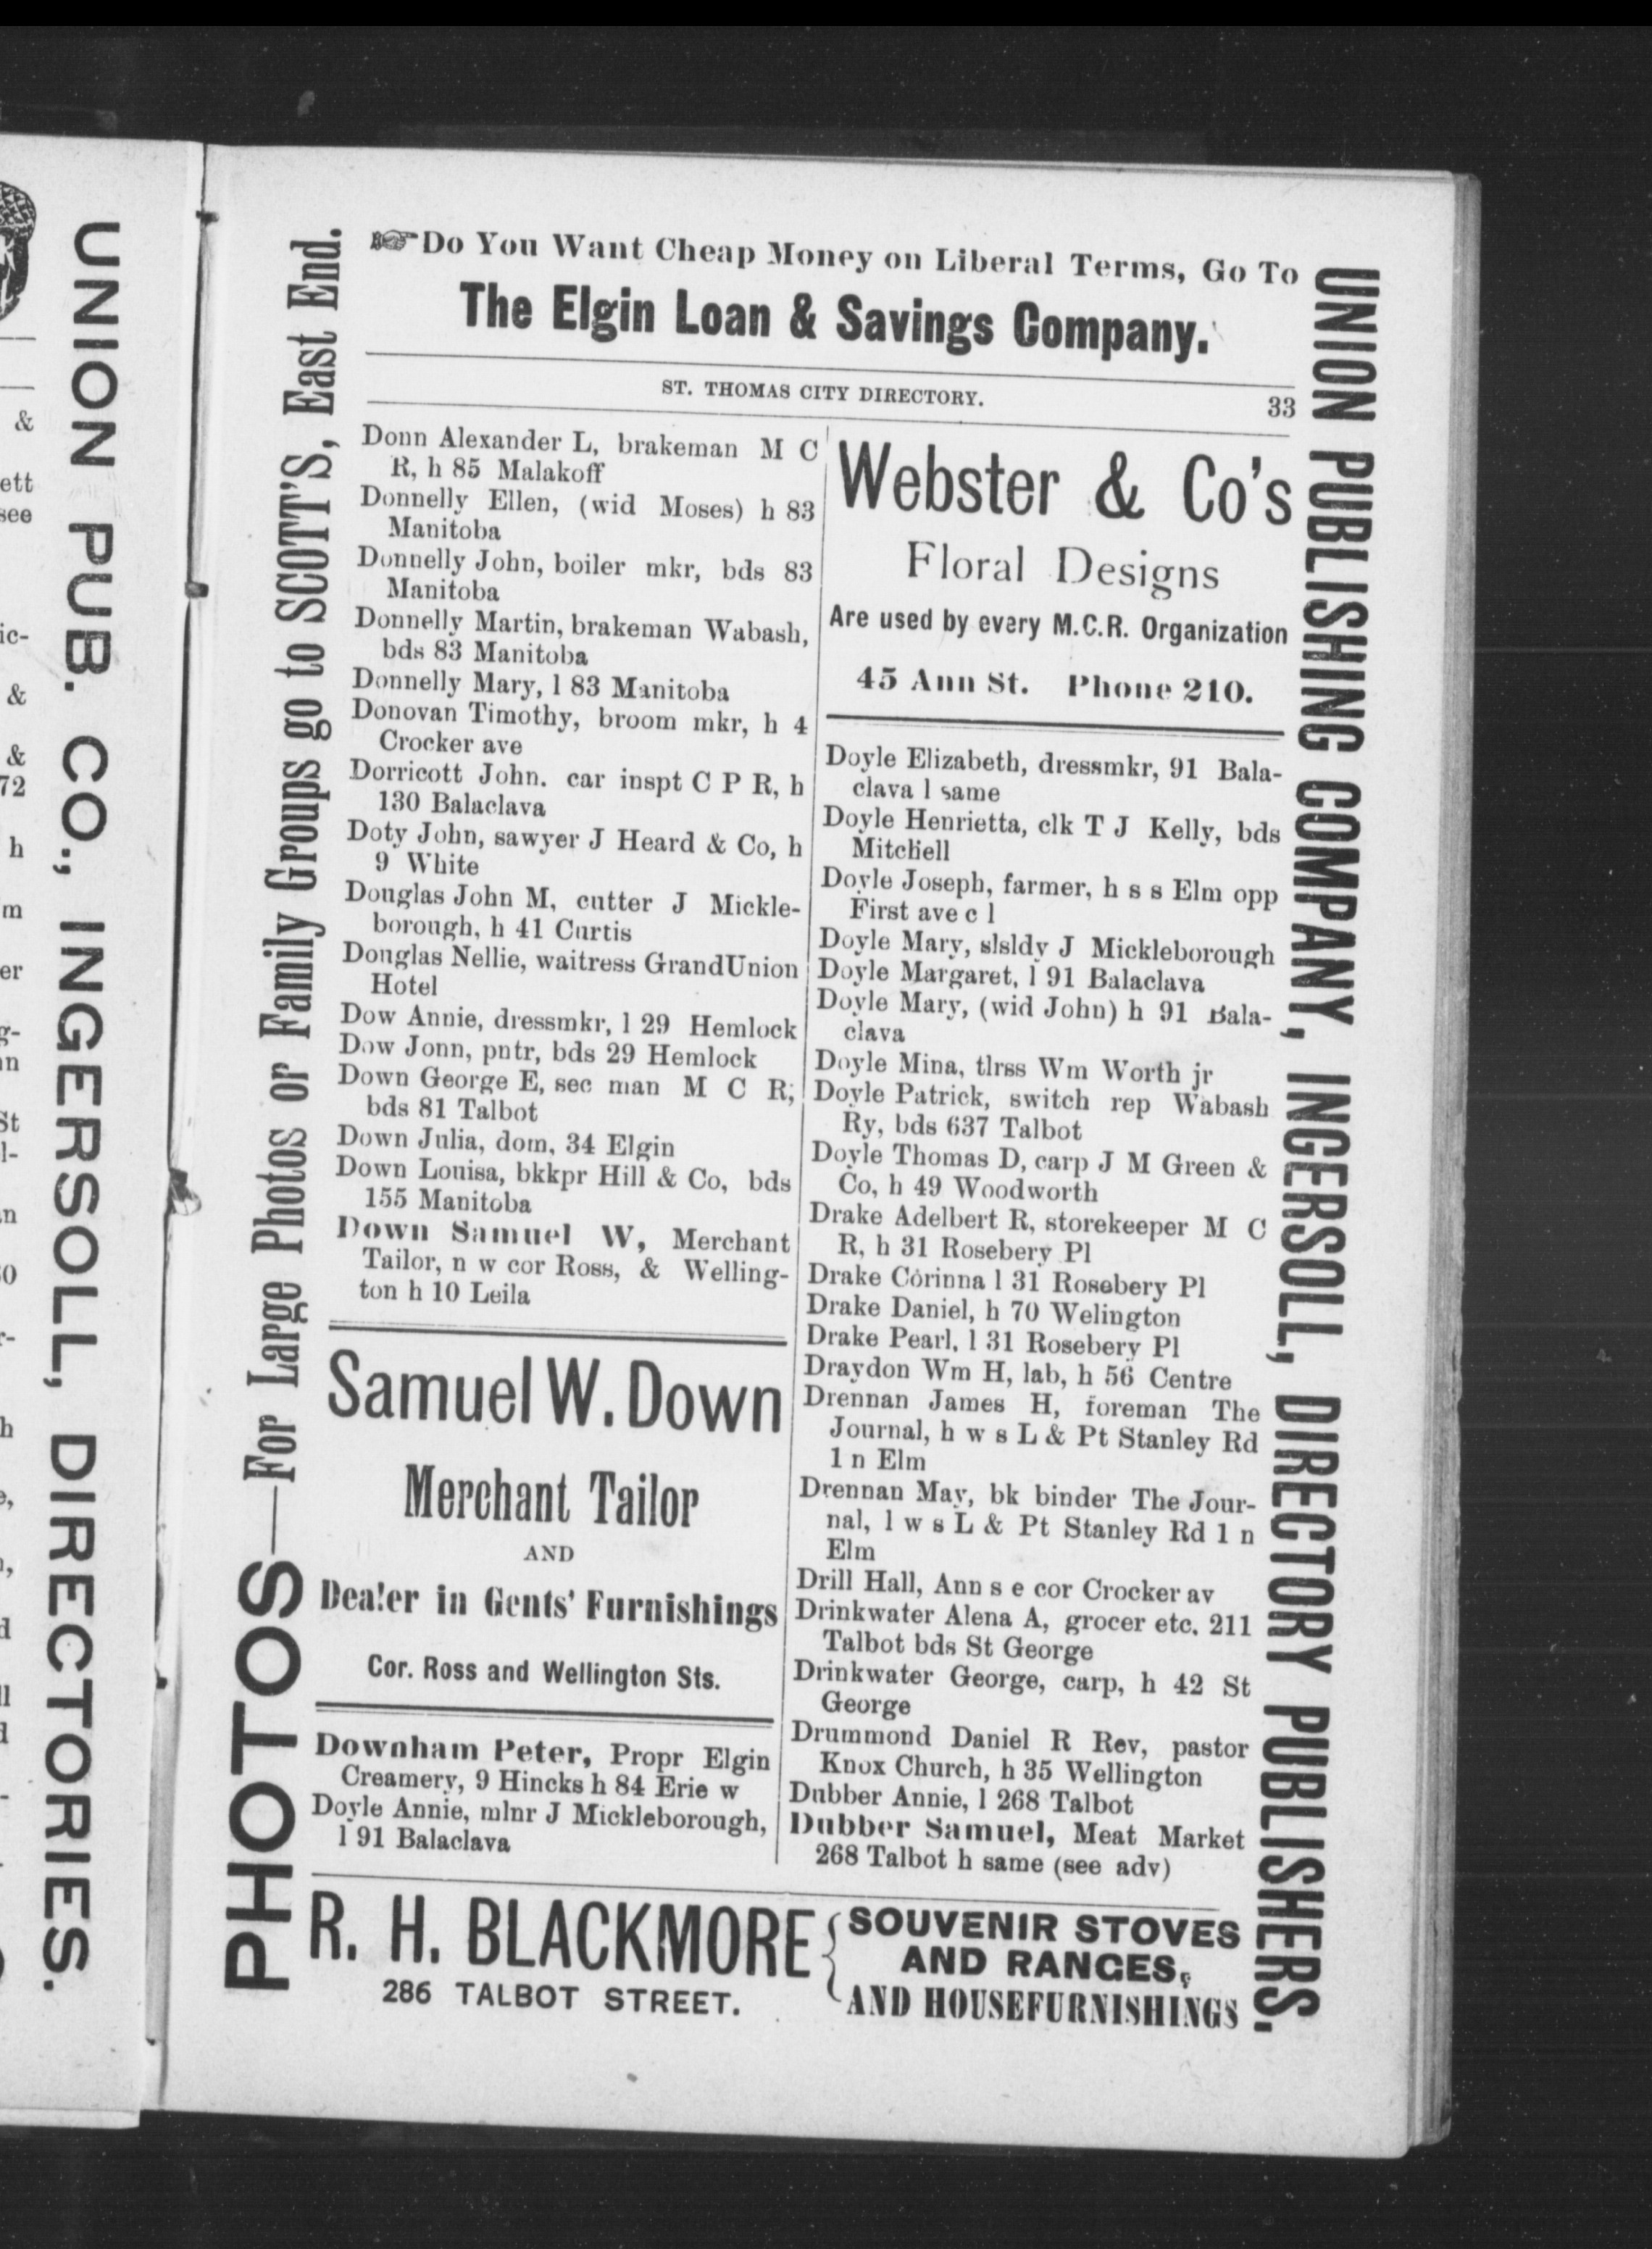 UNION PUB. CO., INGERSOLL, DIRECTORIES.
&
ett
see
ic-
&
&
72
h
m
er
g-
St
l-
h
d
d
PHOTOS—For Large Photos or Family Groups go to SCOTT'S, East End.
☞Do You Want Cheap Money on Liberal Terms, Go To
The Elgin Loan & Savings Company.
ST. THOMAS CITY DIRECTORY.
33
Donn Alexander L, brakeman M C
R, h 85 Malakoff
Donnelly Ellen, (wid Moses) h 83
Manitoba
Donnelly John, boiler mkr, bds 83
Manitoba
Donnelly Martin, brakeman Wabash,
bds 83 Manitoba
Donnelly Mary, l 83 Manitoba
Donovan Timothy, broom mkr, h 4
Crocker ave
Dorricott John. car inspt C P R, h
130 Balaclava
Doty John, sawyer J Heard & Co, h
9 White
Douglas John M, cutter J Mickle-
borough, h 41 Curtis
Douglas Nellie, waitress GrandUnion
Hotel
Dow Annie, dressmkr, l 29 Hemlock
Dow Jonn, pntr, bds 29 Hemlock
Down George E, sec man M C R;
bds 81 Talbot
Down Julia, dom, 34 Elgin
Down Louisa, bkkpr Hill & Co, bds
155 Manitoba
Down Samuel W, Merchant
Tailor, n w cor Ross, & Welling-
ton h 10 Leila
Samuel W. Down
Merchant Tailor
AND
Dealer in Gents' Furnishings
Cor. Ross and Wellington Sts.
Downham Peter, Propr Elgin
Creamery, 9 Hincks h 84 Erie w
Doyle Annie, mlnr J Mickleborough,
l 91 Balaclava
Webster & Co's
Floral Designs
Are used by every M.C.R. Organization
45 Ann St. Phone 210.
Doyle Elizabeth, dressmkr, 91 Bala-
clava l same
Doyle Henrietta, clk T J Kelly, bds
Mitchell
Doyle Joseph, farmer, h s s Elm opp
First ave c l
Doyle Mary, slsldy J Mickleborough
Doyle Margaret, l 91 Balaclava
Doyle Mary, (wid John) h 91 Bala-
clava
Doyle Mina, tlrss Wm Worth jr
Doyle Patrick, switch rep Wabash
Ry, bds 637 Talbot
Doyle Thomas D, carp J M Green &
Co, h 49 Woodworth
Drake Adelbert R, storekeeper M C
R, h 31 Rosebery Pl
Drake Corinna l 31 Rosebery Pl
Drake Daniel, h 70 Welington
Drake Pearl, l 31 Rosebery Pl
Draydon Wm H, lab, h 56 Centre
Drennan James H, foreman The
Journal, h w s L & Pt Stanley Rd
1 n Elm
Drennan May, bk binder The Jour-
nal, l w s L & Pt Stanley Rd 1 n
Elm
Drill Hall, Ann s e cor Crocker av
Drinkwater Alena A, grocer etc. 211
Talbot bds St George
Drinkwater George, carp, h 42 St
George
Drummond Daniel R Rev, pastor
Knox Church, h 35 Wellington
Dubber Annie, l 268 Talbot
Dubber Samuel, Meat Market
268 Talbot h same (see adv)
R. H. BLACKMORE
286 TALBOT STREET.
SOUVENIR STOVES
AND RANGES,
AND HOUSEFURNISHINGS
UNION PUBLISHING COMPANY, INGERSOLL, DIRECTORY PUBLISHERS.